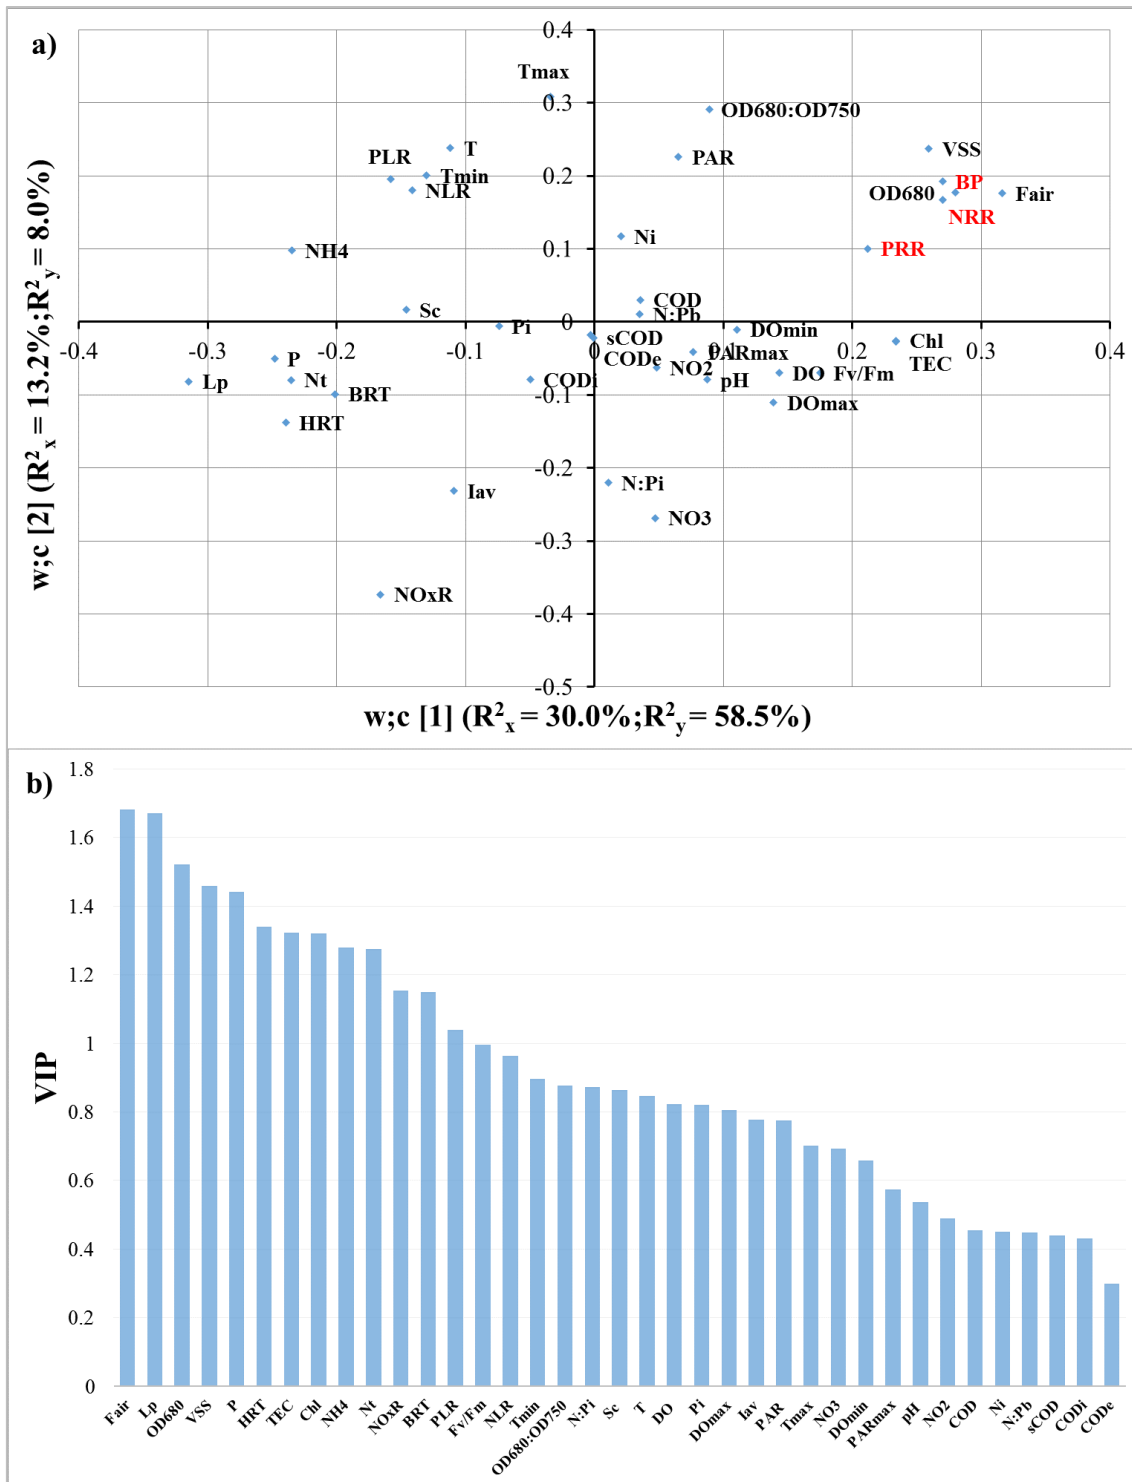 a)
0.4
Tmax
0.3
OD680:OD750
T
PAR
VSS
PLR
Tmin
0.2
BP
NLR
OD680
Fair
NRR
Ni
PRR
NH4
0.1
COD
Sc
N:Pb
0
Pi
DOmin
-0.4
-0.3
-0.2
-0.1
0
0.1
0.2
0.3
0.4
sCOD
Chl
P
CODe
PARmax
TEC
Lp
Nt
CODi
NO2
pH
DO
Fv/Fm
BRT
-0.1
DOmax
HRT
-0.2
N:Pi
Iav
NO3
-0.3
NOxR
-0.4
-0.5
w;c [2] (R²x = 13.2%;R²y = 8.0%)
w;c [1] (R²x = 30.0%;R²y = 58.5%)
b)
1.8
1.6
1.4
1.2
1
0.8
0.6
0.4
0.2
0
VIP
Fair
Lp
OD680
VSS
P
HRT
TEC
Chl
NH4
Nt
NOxR
BRT
PLR
Fv/Fm
NLR
Tmin
OD680:OD750
N:Pi
Sc
T
DO
Pi
DOmax
Iav
PAR
Tmax
NO3
DOmin
PARmax
pH
NO2
COD
Ni
N:Pb
sCOD
CODi
CODe